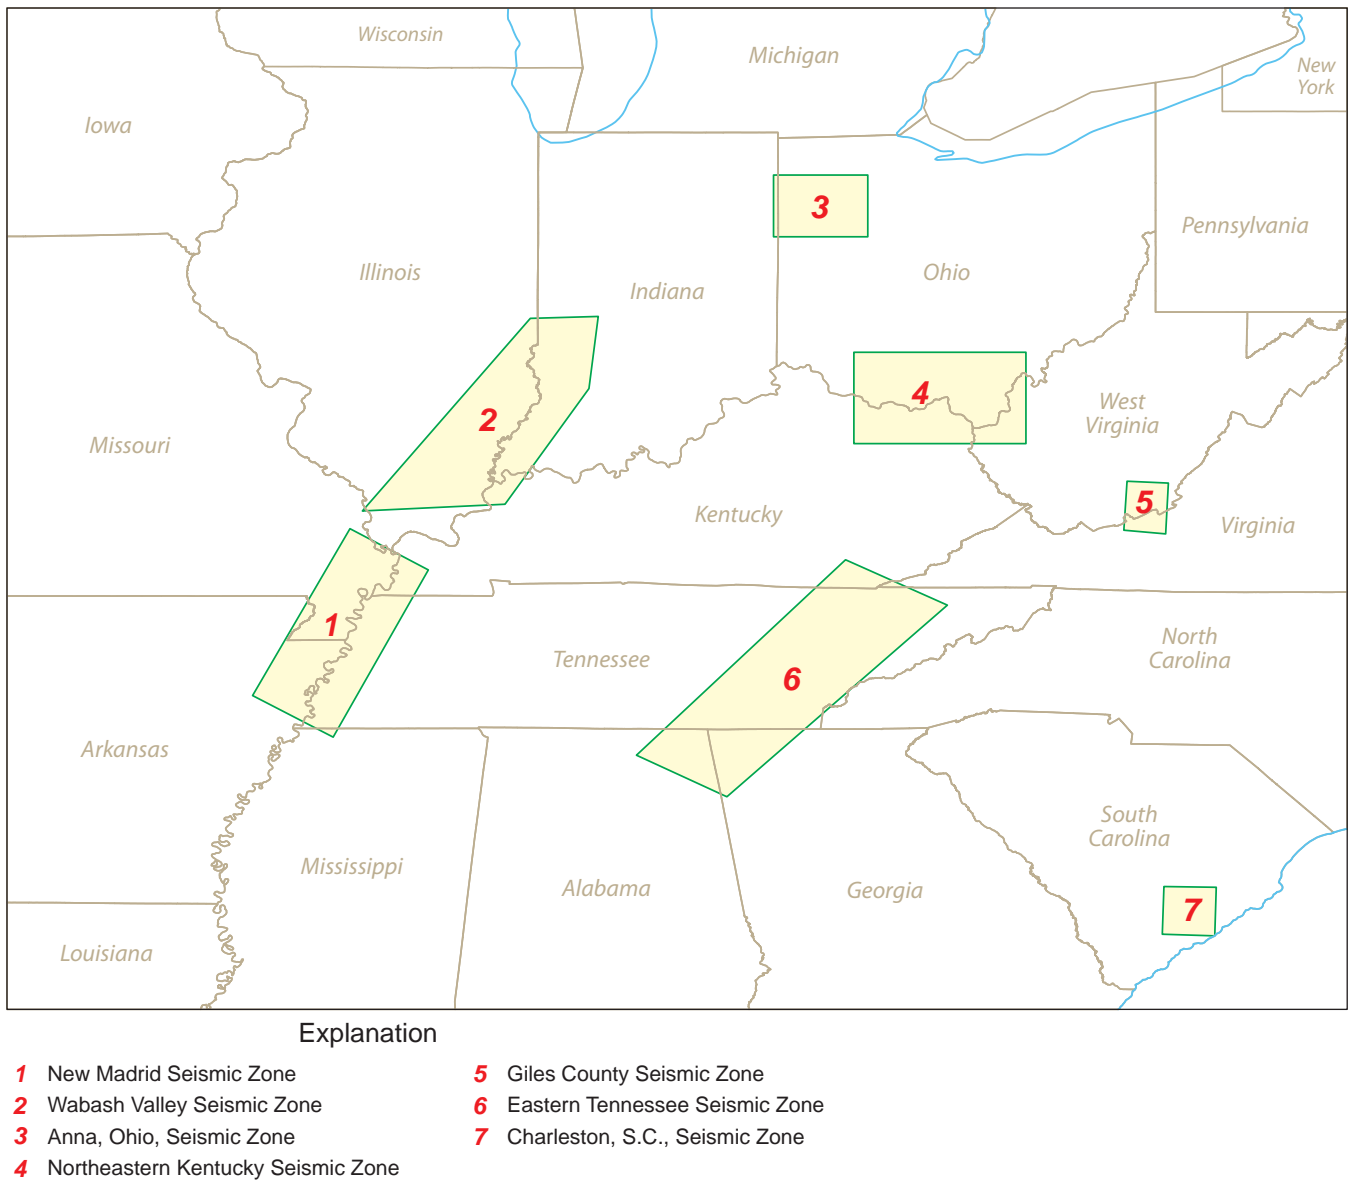 Wisconsin
Michigan
New
York
Iowa
Pennsylvania
3
Illinois
Indiana
Ohio
4
West
Virginia
2
Missouri
5
Kentucky
Virginia
1
Tennessee
6
North
Carolina
Arkansas
South
Carolina
Mississippi
Alabama
Georgia
7
Louisiana
Explanation
1 New Madrid Seismic Zone
2 Wabash Valley Seismic Zone
3 Anna, Ohio, Seismic Zone
4 Northeastern Kentucky Seismic Zone
5 Giles County Seismic Zone
6 Eastern Tennessee Seismic Zone
7 Charleston, S.C., Seismic Zone